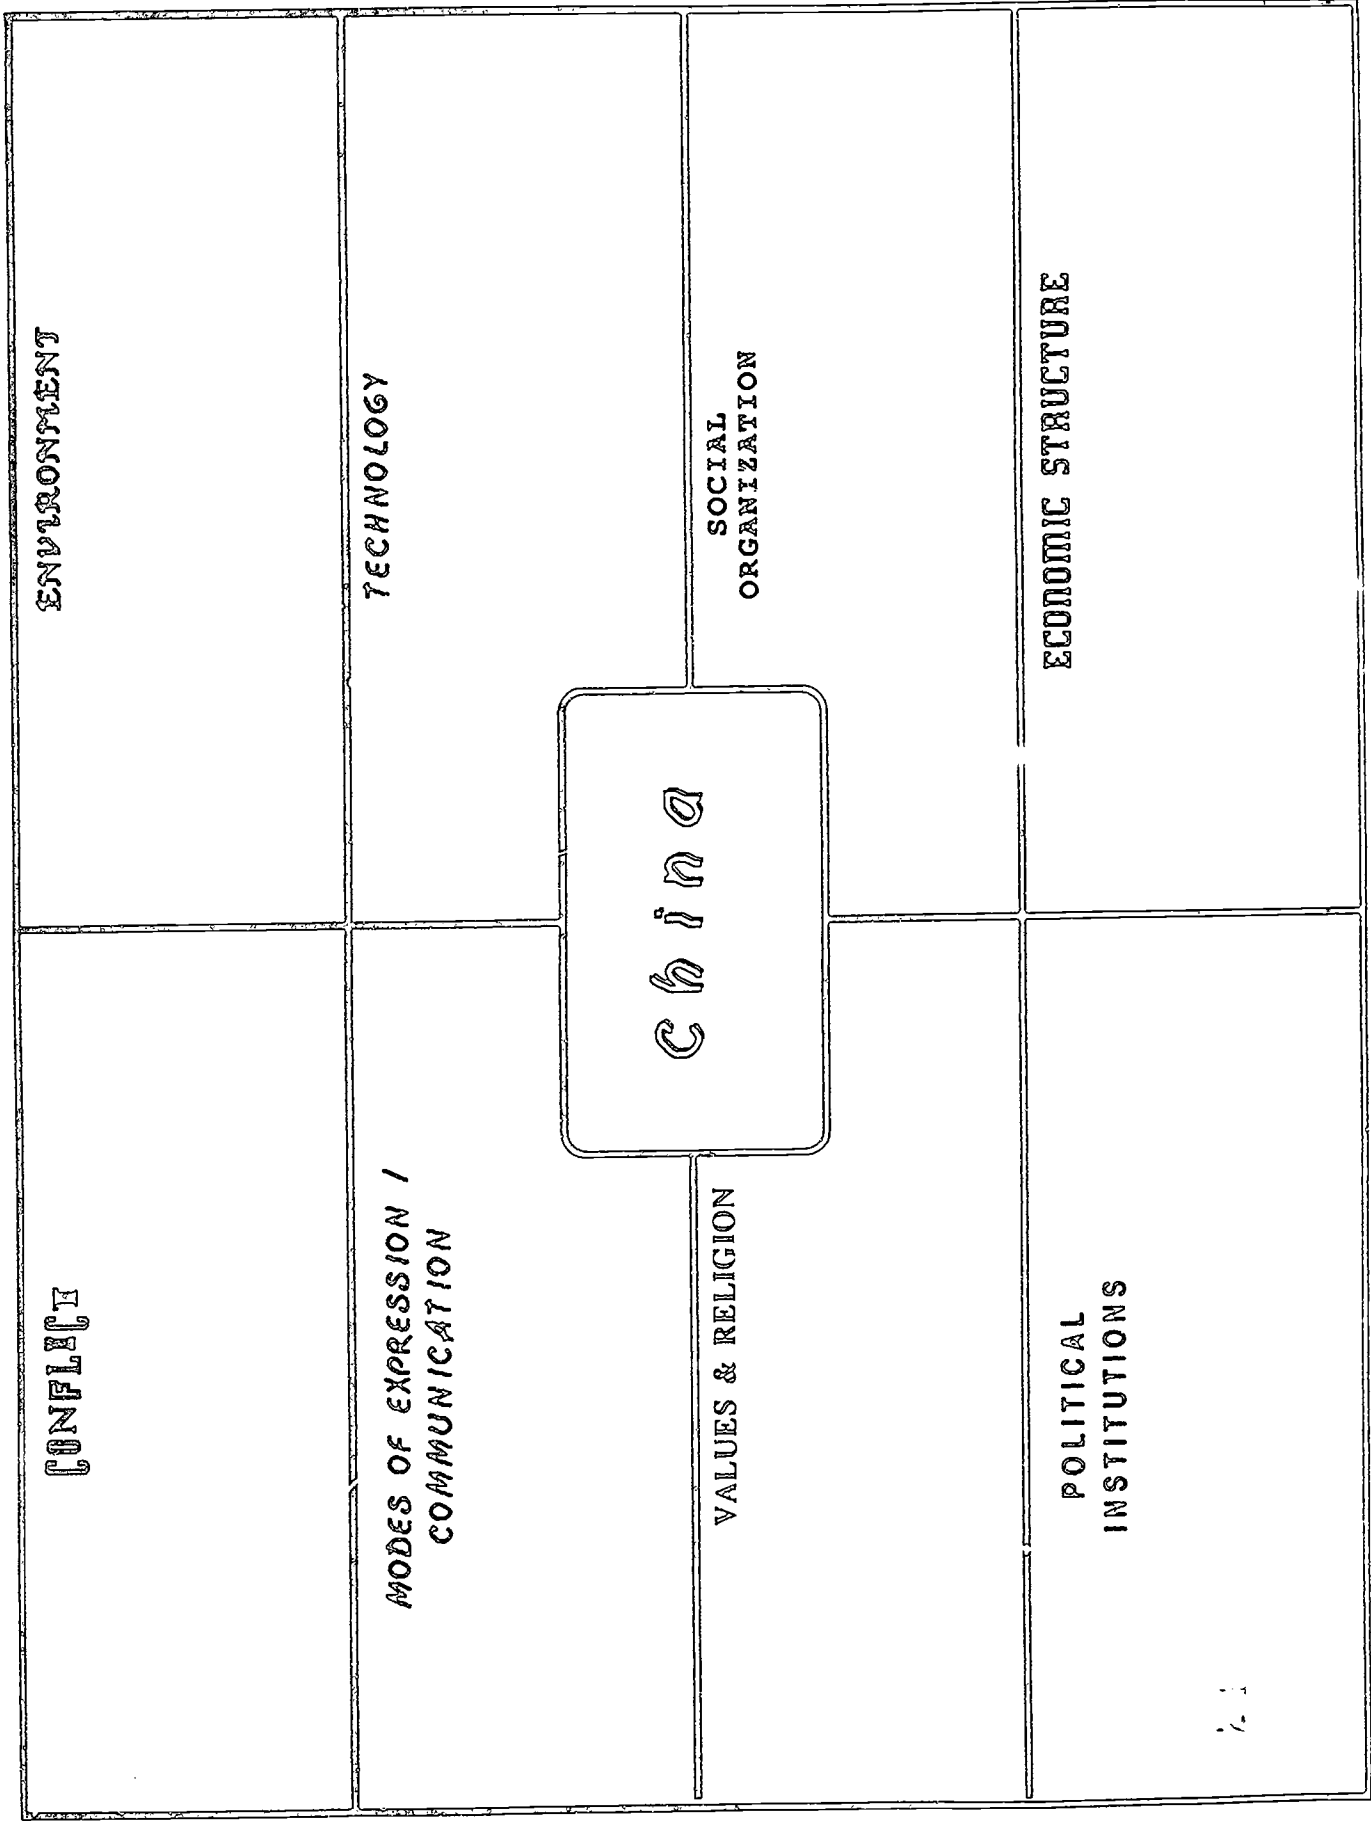 CONFLICT
ENVIRONMENT
MODES OF EXPRESSION /
COMMUNICATION
TECHNOLOGY
China
VALUES & RELIGION
SOCIAL
ORGANIZATION
POLITICAL
INSTITUTIONS
ECONOMIC STRUCTURE